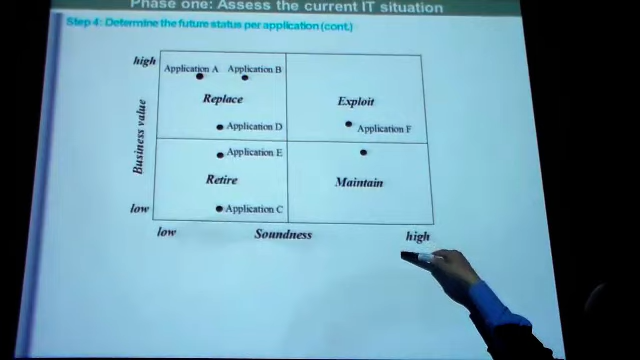 Phase one: Assess the current IT situation
Step 4: Determine the future status per application (cont.)
high
Application A
Application B
Replace
Exploit
Application D
Application F
Business value
Application E
Retire
Maintain
low
Application C
low
Soundness
high